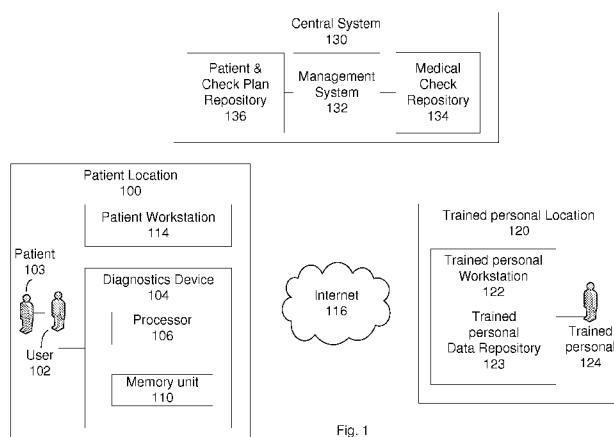 Central System
130
Patient &
Check Plan
Repository
136
Management
System
132
Medical
Check
Repository
134
Patient Location
100
Patient Workstation
114
Patient
103
User
102
Diagnostics Device
104
Processor
106
Memory unit
110
Internet
116
Trained personal Location
120
Trained personal
Workstation
122
Trained
personal
Data Repository
123
Trained
personal
124
Fig. 1